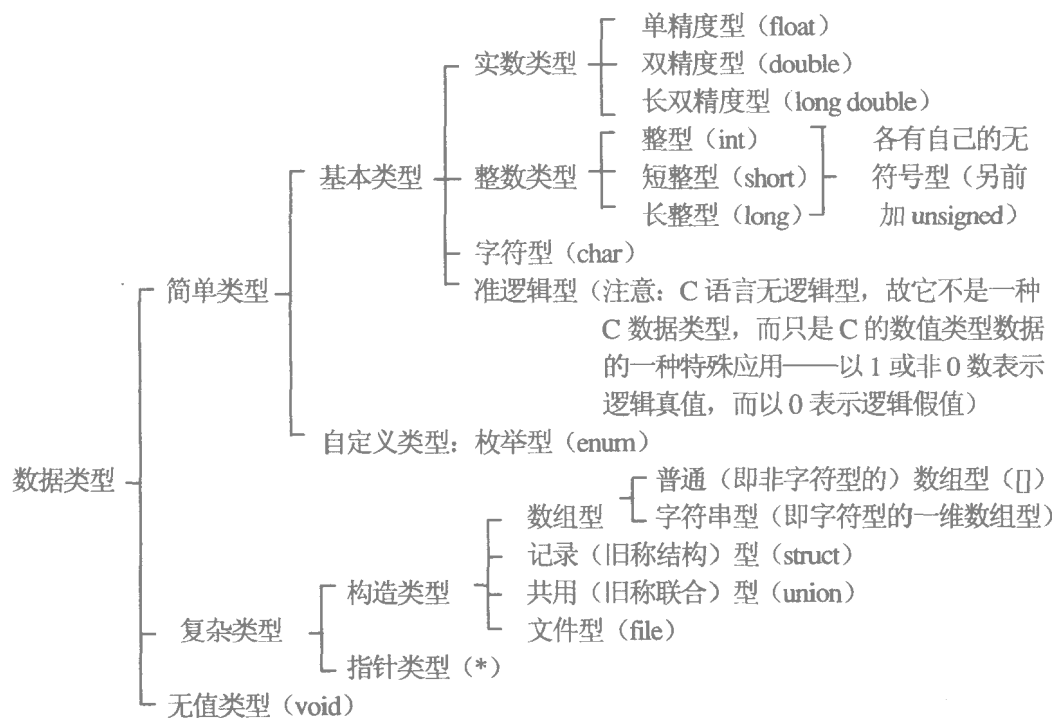 单精度型（float）
实数类型 双精度型（double）
长双精度型（long double）
整型（int） 各有自己的无
基本类型 整数类型 短整型（short） 符号型（另前
长整型（long） 加 unsigned）
字符型（char）
简单类型 准逻辑型（注意：C 语言无逻辑型，故它不是一种
C 数据类型，而只是 C 的数值类型数据
的一种特殊应用——以 1 或非 0 数表示
逻辑真值，而以 0 表示逻辑假值）
自定义类型：枚举型（enum）
数据类型 普通（即非字符型的）数组型（[]）
数组型 字符串型（即字符型的一维数组型）
记录（旧称结构）型（struct）
构造类型 共用（旧称联合）型（union）
复杂类型 文件型（file）
指针类型（*）
无值类型（void）